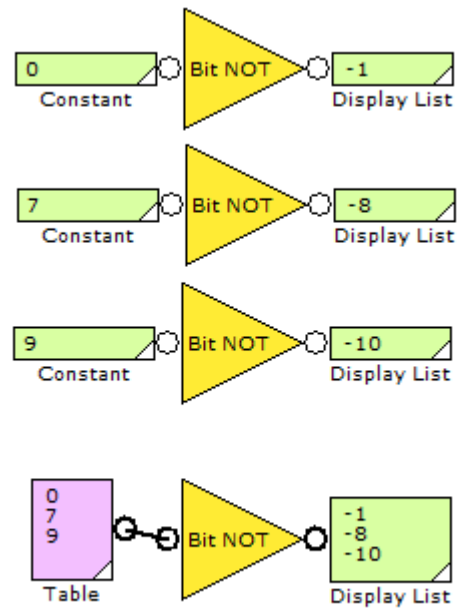 0 Bit NOT -1
Constant Display List
7 Bit NOT -8
Constant Display List
9 Bit NOT -10
Constant Display List
0
7
9
Bit NOT
-1
-8
-10
Table Display List